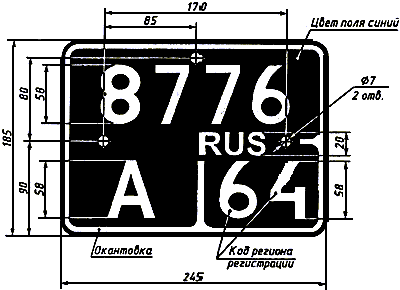 170
85
Цвет поля синий
8776
80
58
185
Ø7
2 отв.
RUS
20
A 64
90
58
58
Окантовка
Код региона
регистрации
245